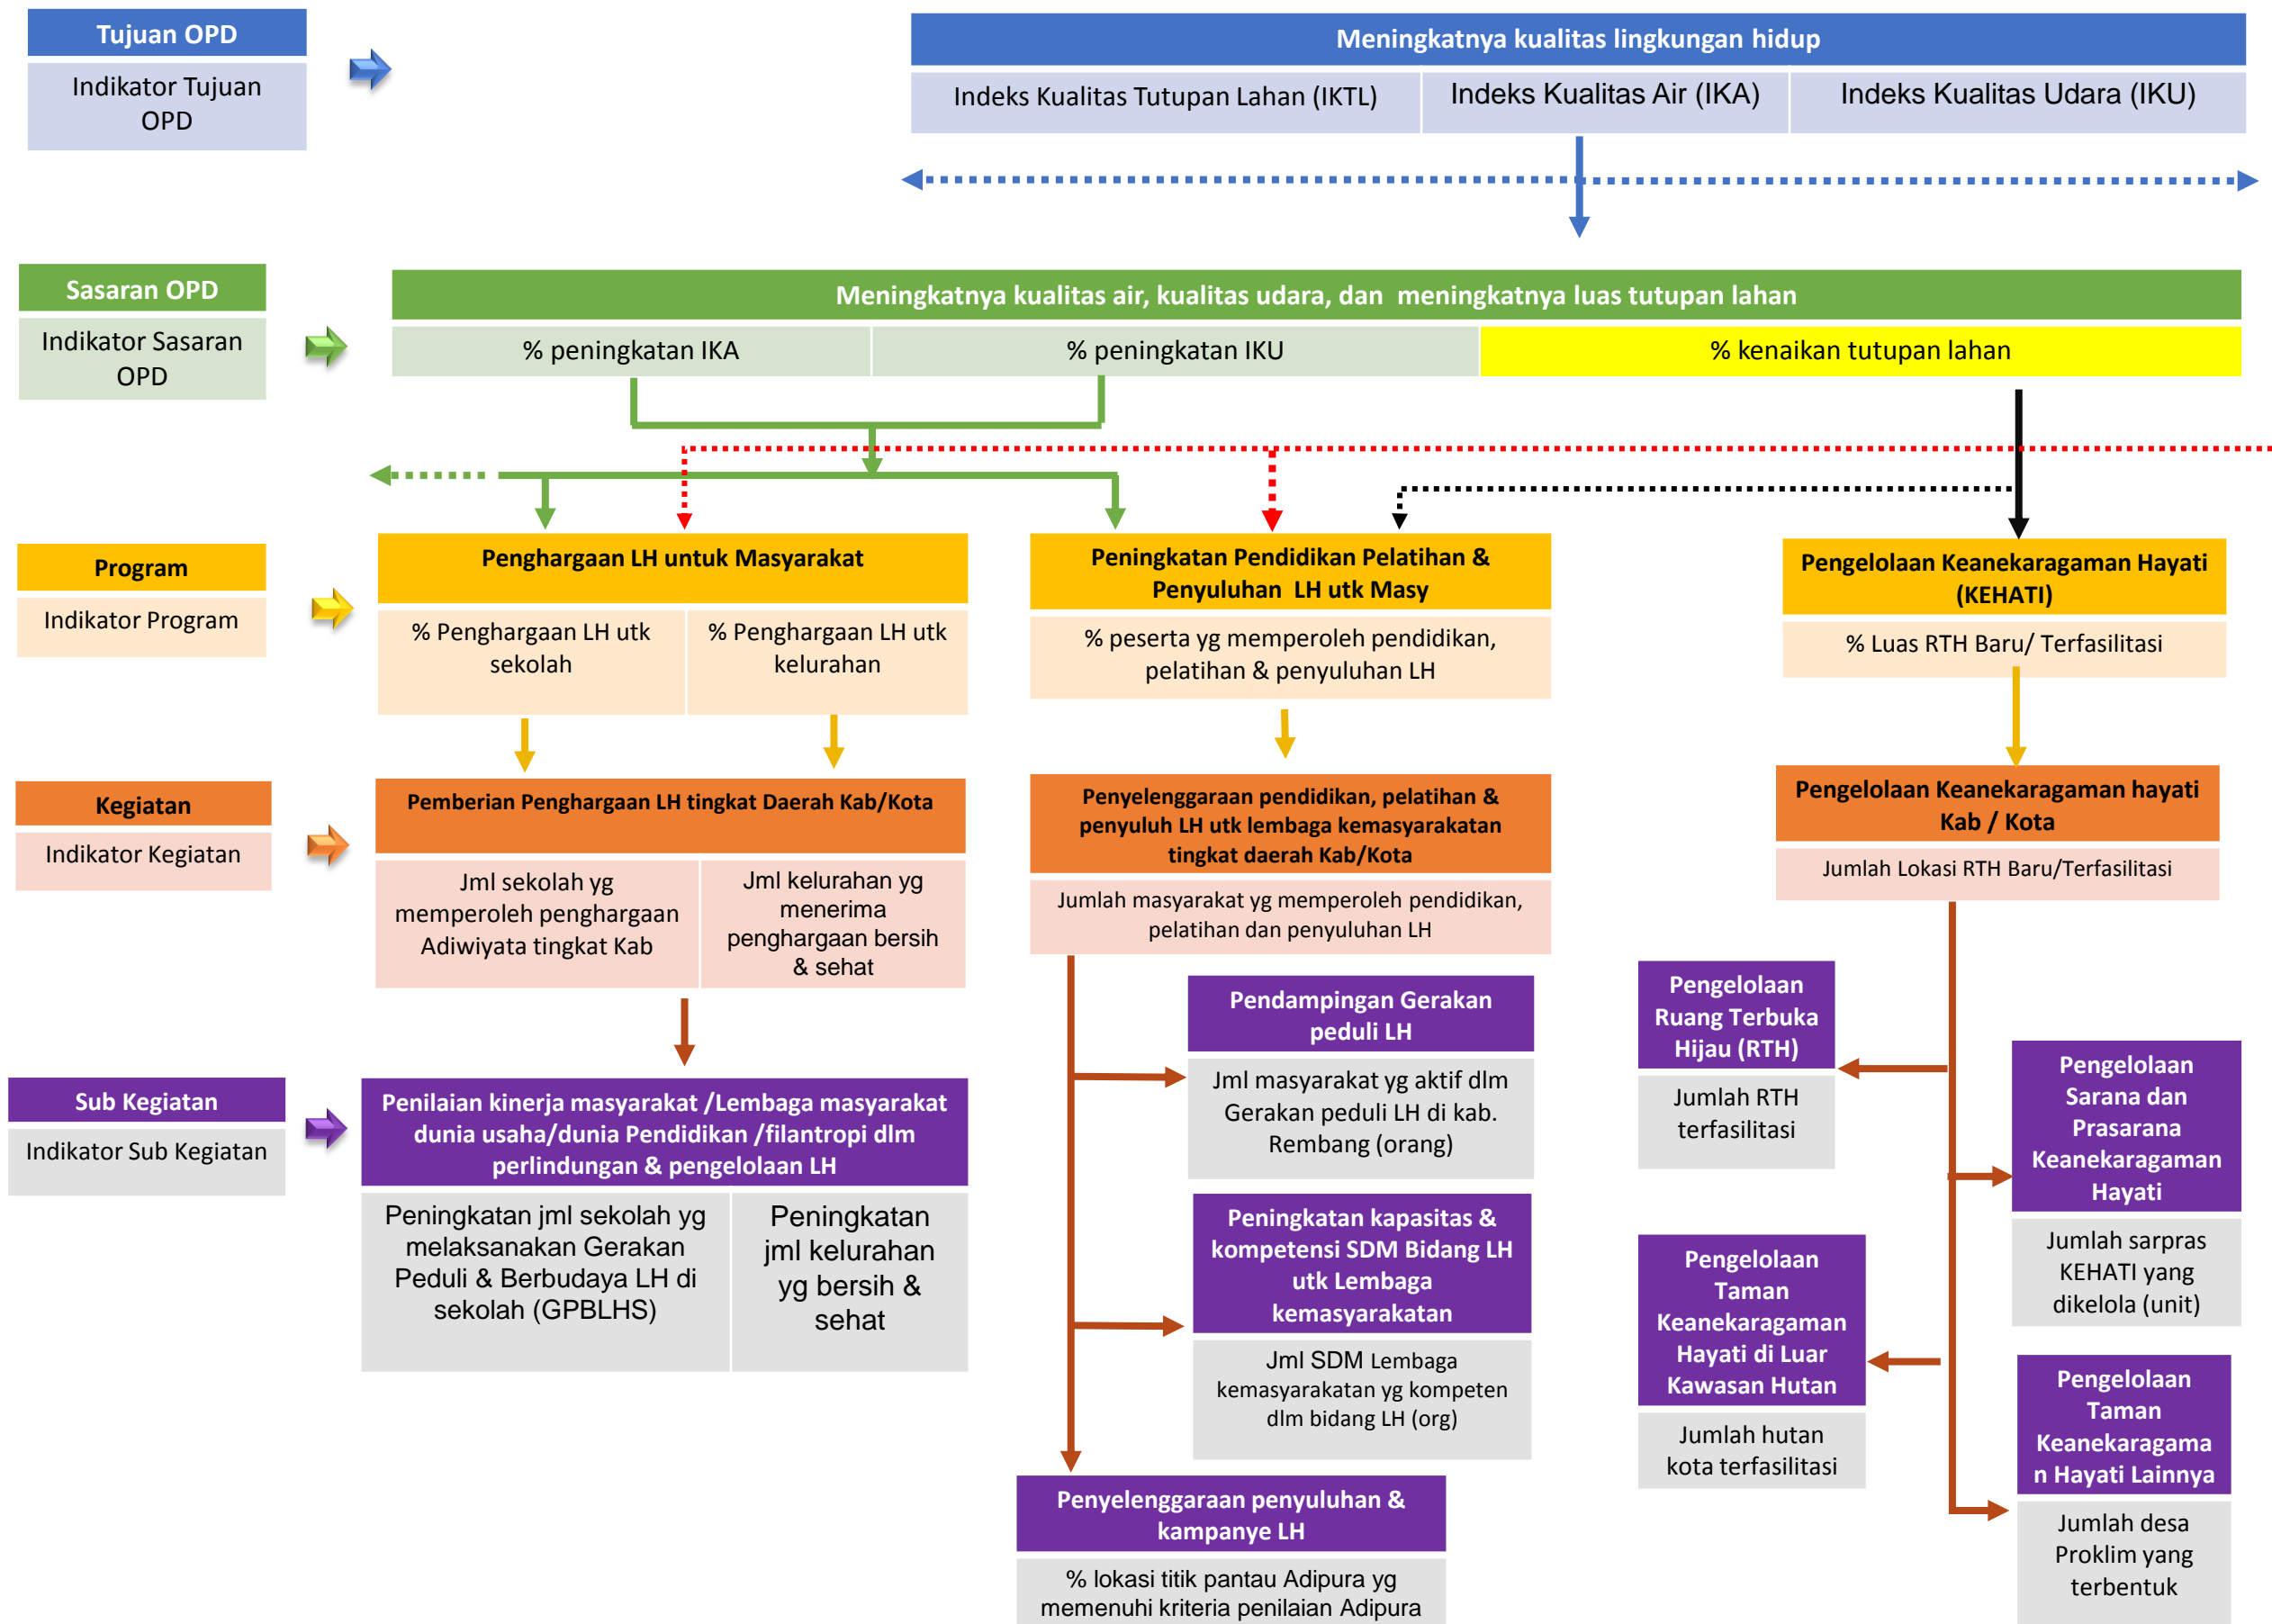 Tujuan OPD
Indikator Tujuan
OPD
Meningkatnya kualitas lingkungan hidup
Indeks Kualitas Tutupan Lahan (IKTL)
Indeks Kualitas Air (IKA)
Indeks Kualitas Udara (IKU)
Sasaran OPD
Indikator Sasaran
OPD
Meningkatnya kualitas air, kualitas udara, dan meningkatnya luas tutupan lahan
% peningkatan IKA
% peningkatan IKU
% kenaikan tutupan lahan
Program
Indikator Program
Penghargaan LH untuk Masyarakat
% Penghargaan LH utk
sekolah
% Penghargaan LH utk
kelurahan
Peningkatan Pendidikan Pelatihan &
Penyuluhan LH utk Masy
% peserta yg memperoleh pendidikan,
pelatihan & penyuluhan LH
Pengelolaan Keanekaragaman Hayati
(KEHATI)
% Luas RTH Baru/ Terfasilitasi
Kegiatan
Indikator Kegiatan
Pemberian Penghargaan LH tingkat Daerah Kab/Kota
Jml sekolah yg
memperoleh penghargaan
Adiwiyata tingkat Kab
Jml kelurahan yg
menerima
penghargaan bersih
& sehat
Penyelenggaraan pendidikan, pelatihan &
penyuluh LH utk lembaga kemasyarakatan
tingkat daerah Kab/Kota
Jumlah masyarakat yg memperoleh pendidikan,
pelatihan dan penyuluhan LH
Pengelolaan Keanekaragaman hayati
Kab / Kota
Jumlah Lokasi RTH Baru/Terfasilitasi
Sub Kegiatan
Indikator Sub Kegiatan
Penilaian kinerja masyarakat /Lembaga masyarakat
dunia usaha/dunia Pendidikan /filantropi dlm
perlindungan & pengelolaan LH
Peningkatan jml sekolah yg
melaksanakan Gerakan
Peduli & Berbudaya LH di
sekolah (GPBLHS)
Peningkatan
jml kelurahan
yg bersih &
sehat
Pendampingan Gerakan
peduli LH
Jml masyarakat yg aktif dlm
Gerakan peduli LH di kab.
Rembang (orang)
Peningkatan kapasitas &
kompetensi SDM Bidang LH
utk Lembaga
kemasyarakatan
Jml SDM Lembaga
kemasyarakatan yg kompeten
dlm bidang LH (org)
Penyelenggaraan penyuluhan &
kampanye LH
% lokasi titik pantau Adipura yg
memenuhi kriteria penilaian Adipura
Pengelolaan
Ruang Terbuka
Hijau (RTH)
Jumlah RTH
terfasilitasi
Pengelolaan
Sarana dan
Prasarana
Keanekaragaman
Hayati
Jumlah sarpras
KEHATI yang
dikelola (unit)
Pengelolaan
Taman
Keanekaragaman
Hayati di Luar
Kawasan Hutan
Jumlah hutan
kota terfasilitasi
Pengelolaan
Taman
Keanekaragama
n Hayati Lainnya
Jumlah desa
Proklim yang
terbentuk